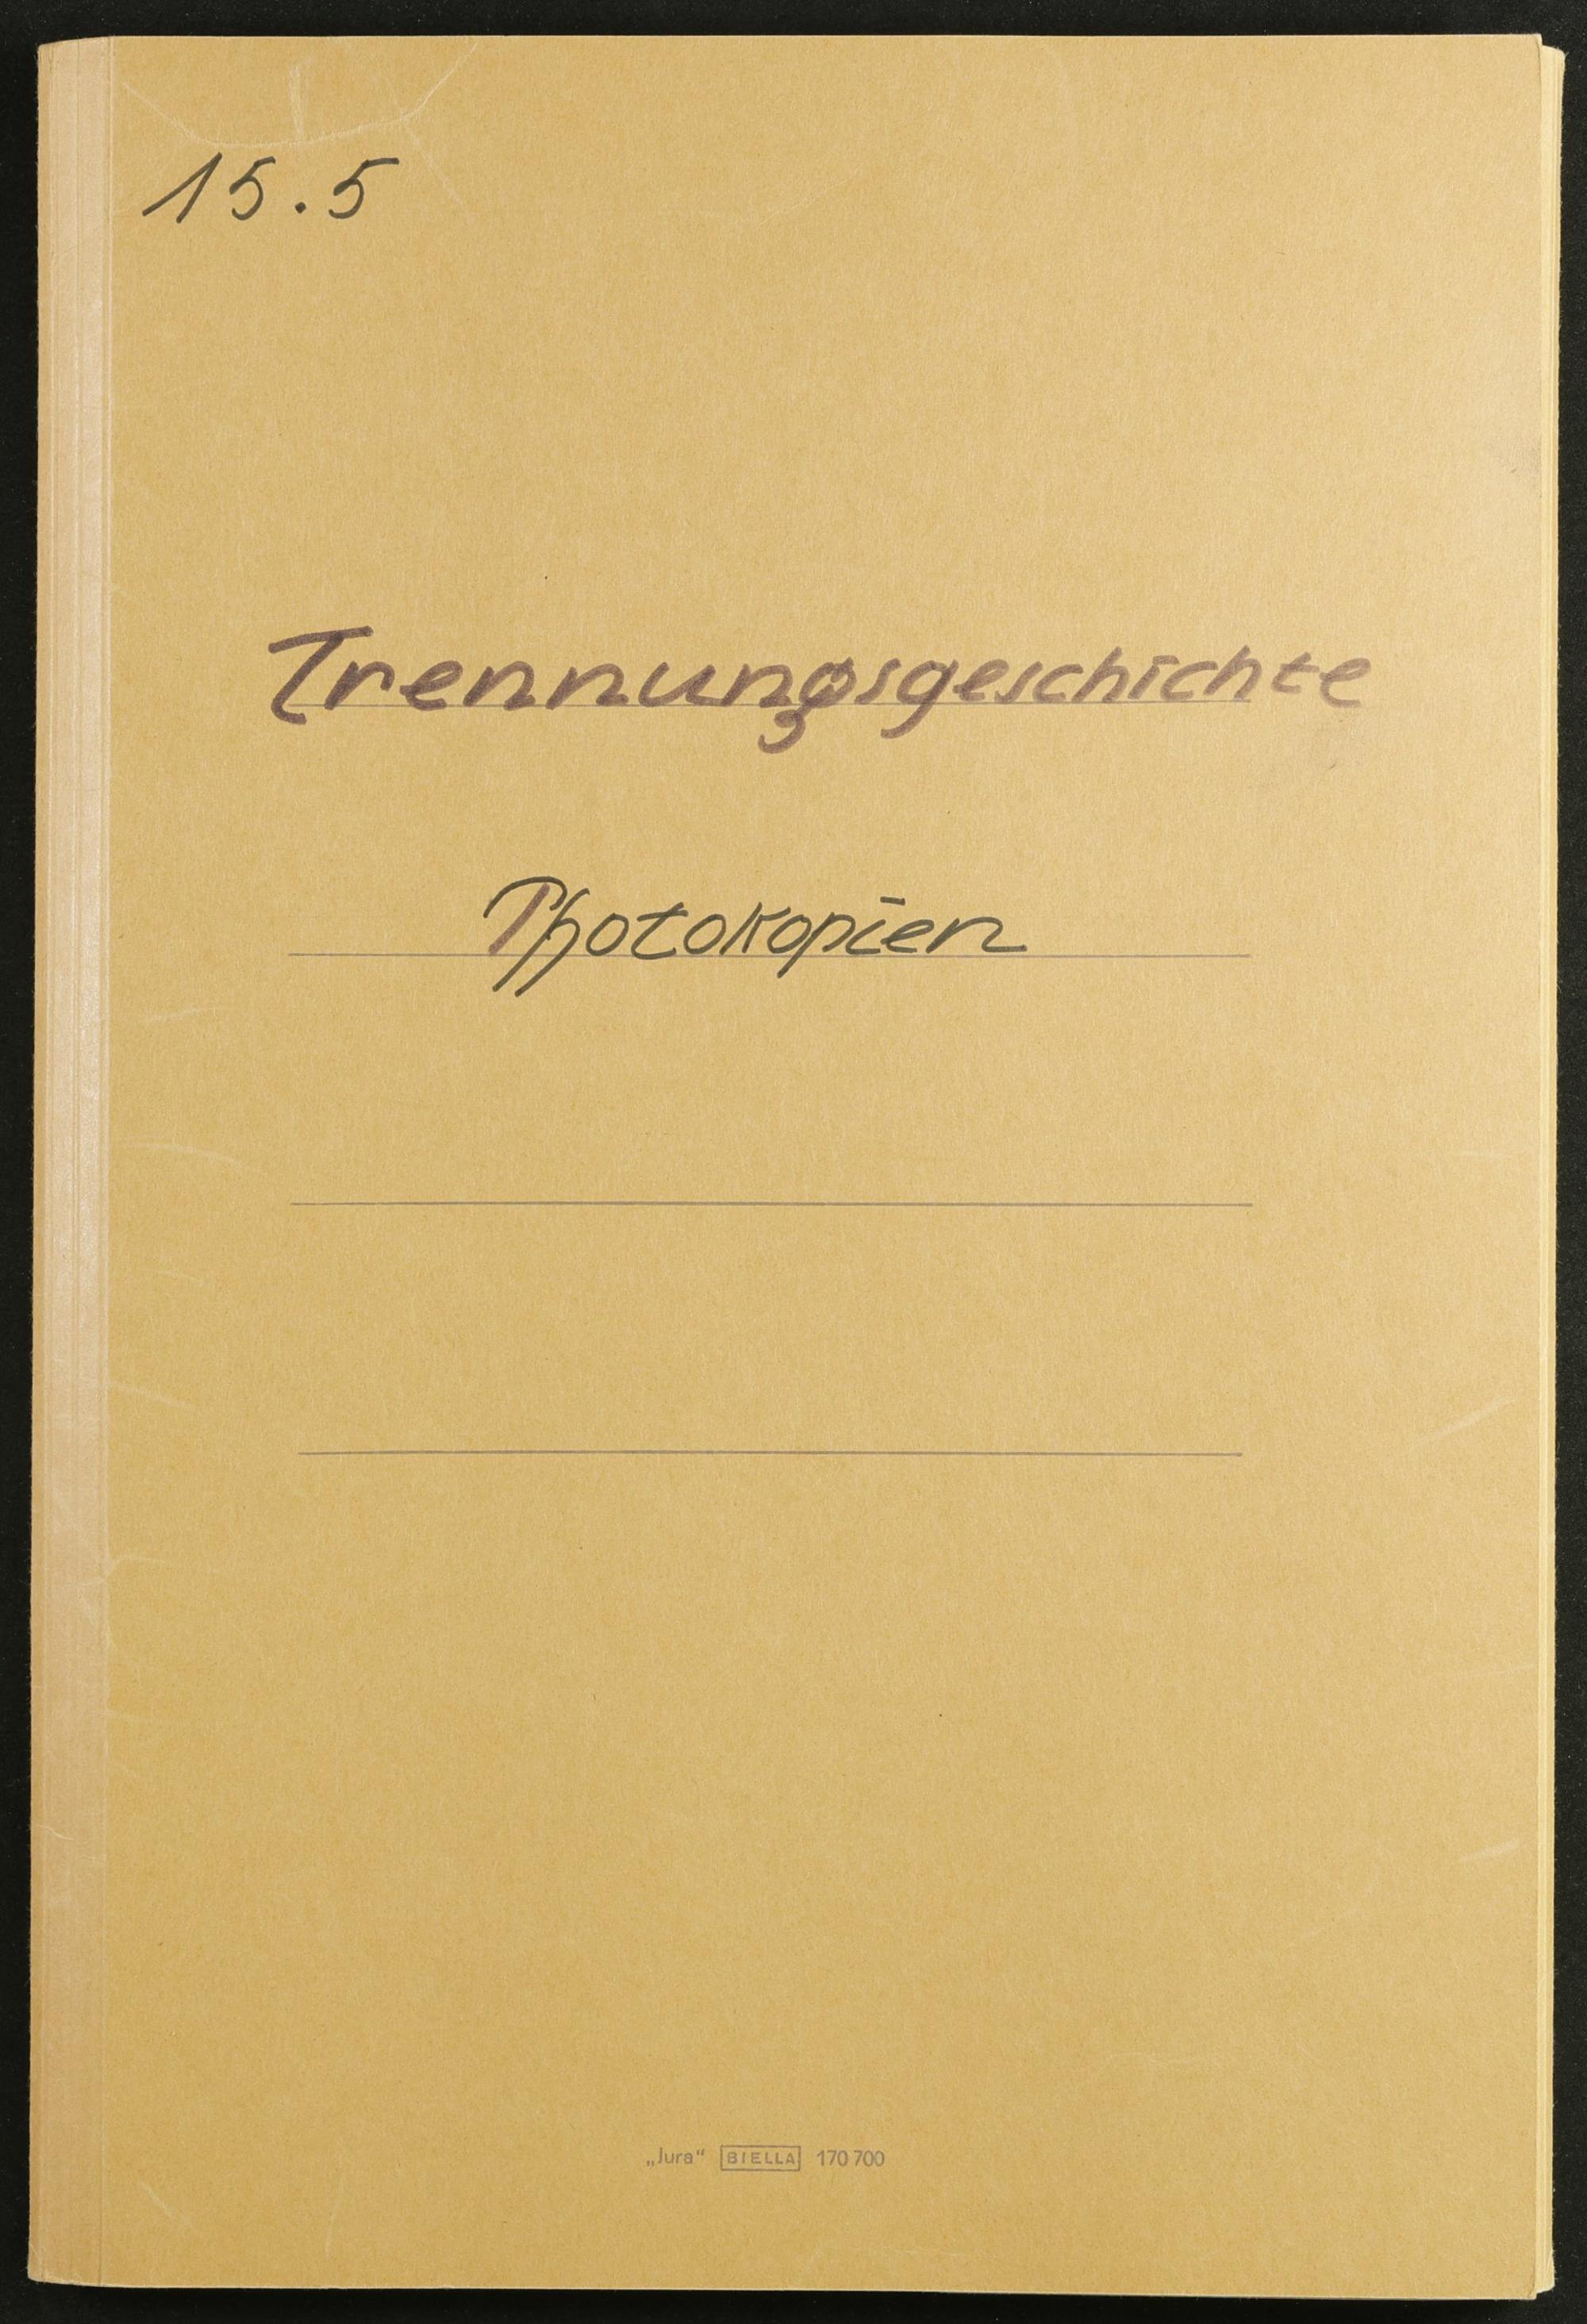 15.5
Trennungsgeschichte
Photokopien
„Jura“ BIELLA 170 700